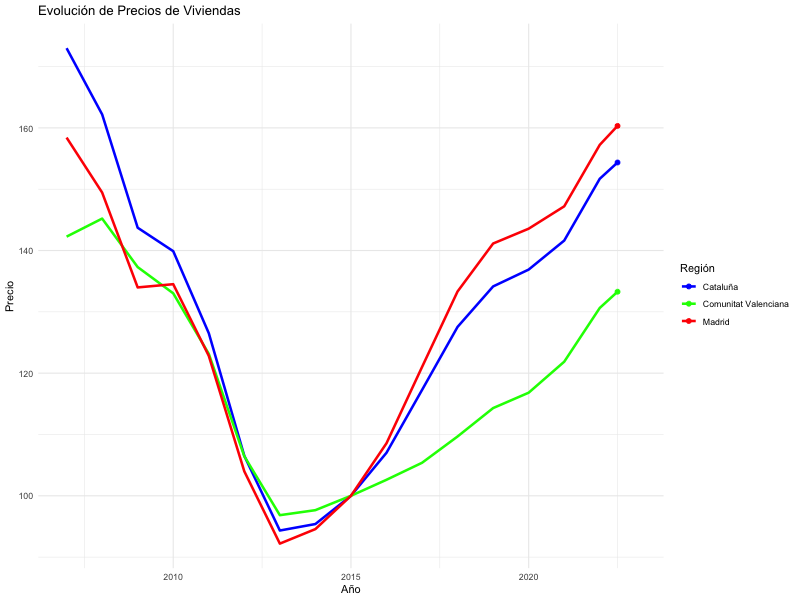 Evolución de Precios de Viviendas
Precio
160
140
120
100
2010
2015
2020
Año
Región
Cataluña
Comunitat Valenciana
Madrid